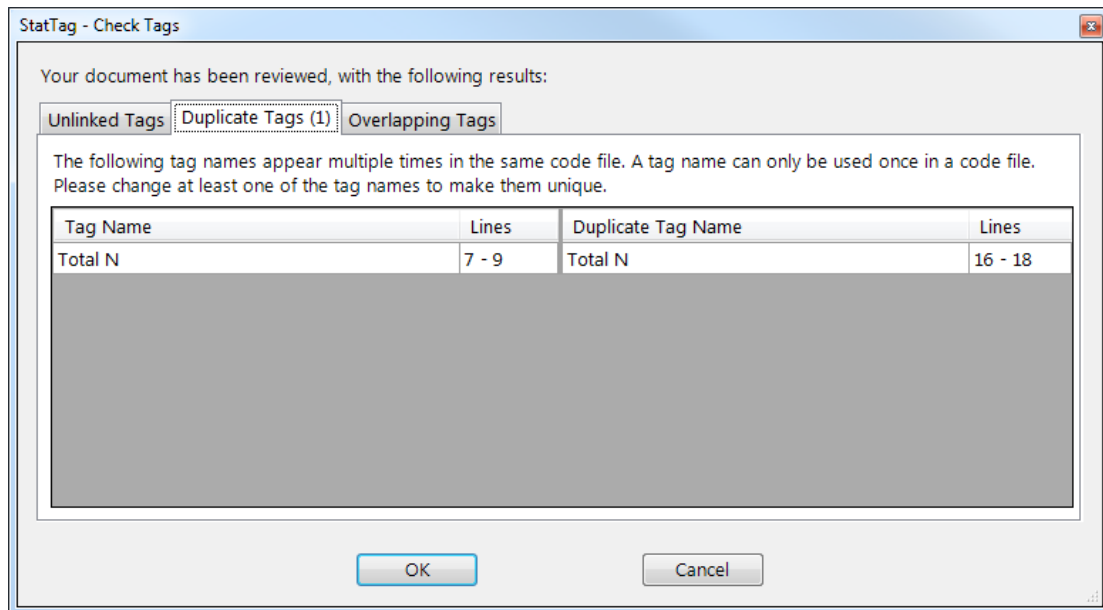 StatTag - Check Tags
Your document has been reviewed, with the following results:
Unlinked Tags Duplicate Tags (1) Overlapping Tags
The following tag names appear multiple times in the same code file. A tag name can only be used once in a code file.
Please change at least one of the tag names to make them unique.
Tag Name Lines Duplicate Tag Name Lines
Total N 7 - 9 Total N 16 - 18
OK Cancel